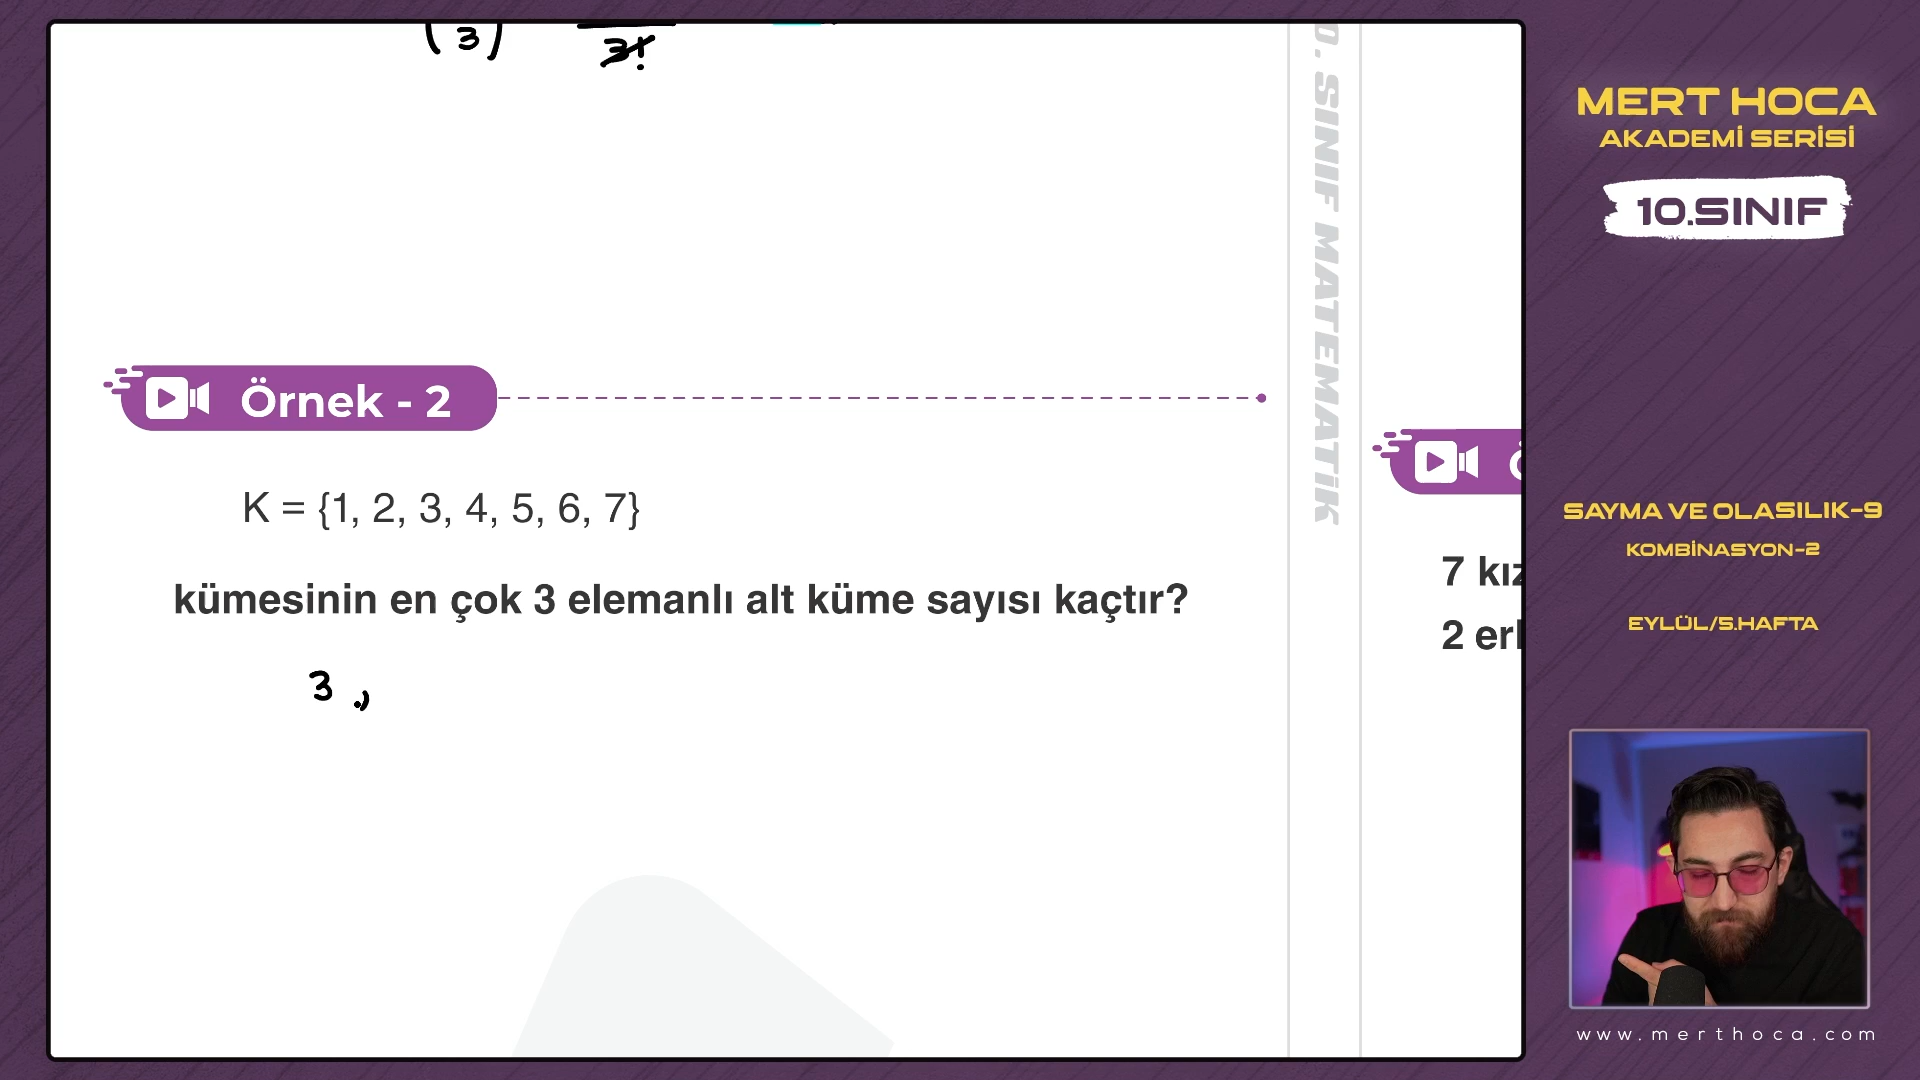 (3) 3!
Örnek - 2
K = {1, 2, 3, 4, 5, 6, 7}
kümesinin en çok 3 elemanlı alt küme sayısı kaçtır?
3 ,
. SINIF MATEMATİK
7 kız
2 erk
MERT HOCA
AKADEMİ SERİSİ
10.SINIF
SAYMA VE OLASILIK-9
KOMBİNASYON-2
EYLÜL/5.HAFTA
www.merthoca.com